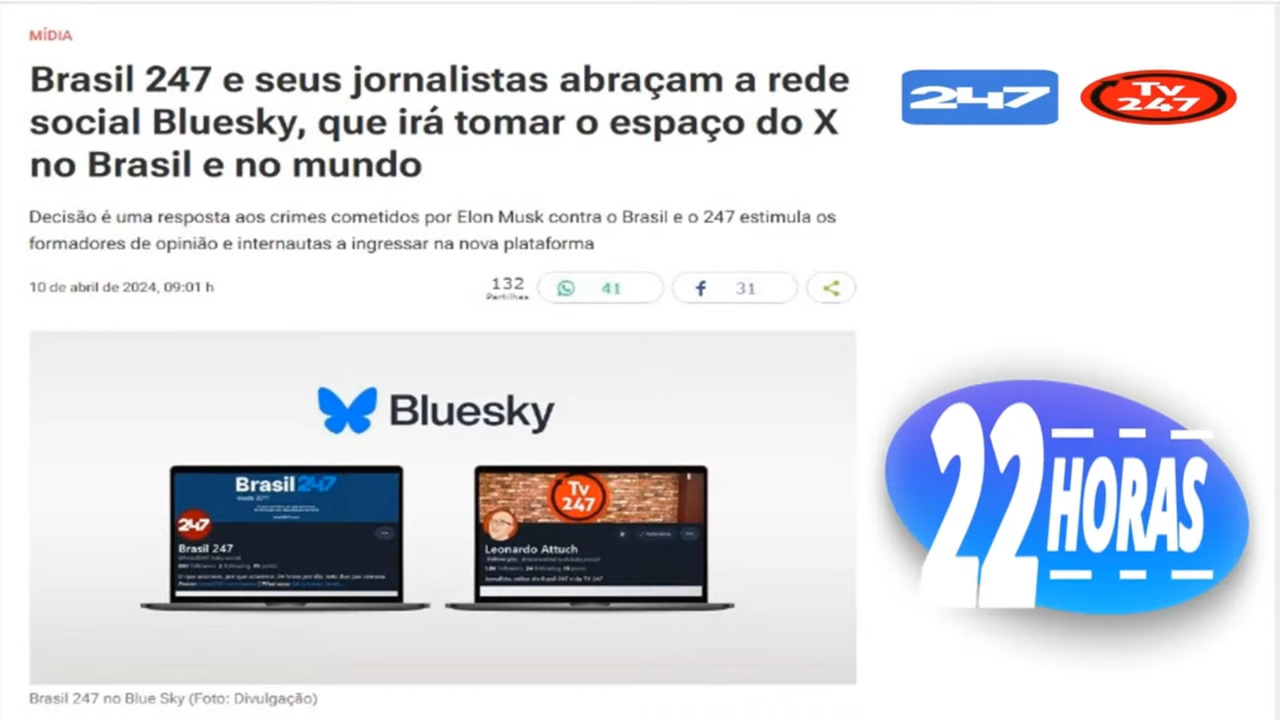 MÍDIA
Brasil 247 e seus jornalistas abraçam a rede
social Bluesky, que irá tomar o espaço do X
no Brasil e no mundo
Decisão é uma resposta aos crimes cometidos por Elon Musk contra o Brasil e o 247 estimula os
formadores de opinião e internautas a ingressar na nova plataforma
10 de abril de 2024, 09:01 h
132
Partilhas
41
31
247
Tv
247
Bluesky
Brasil 247
247
Brasil 247
Tv
247
Leonardo Attuch
22 HORAS
Brasil 247 no Blue Sky (Foto: Divulgação)